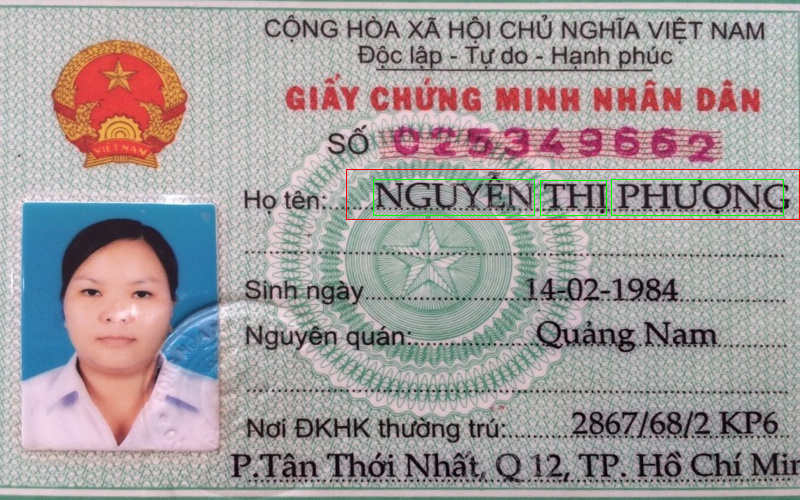 CỘNG HÒA XÃ HỘI CHỦ NGHĨA VIỆT NAM
Độc lập - Tự do - Hạnh phúc
GIẤY CHỨNG MINH NHÂN DÂN
VIỆT NAM
SỐ 025349662
Họ tên: NGUYỄN THỊ PHƯỢNG
Sinh ngày 14-02-1984
Nguyên quán: Quảng Nam
Nơi ĐKHK thường trú: 2867/68/2 KP6
P.Tân Thới Nhất, Q 12, TP. Hồ Chí Min